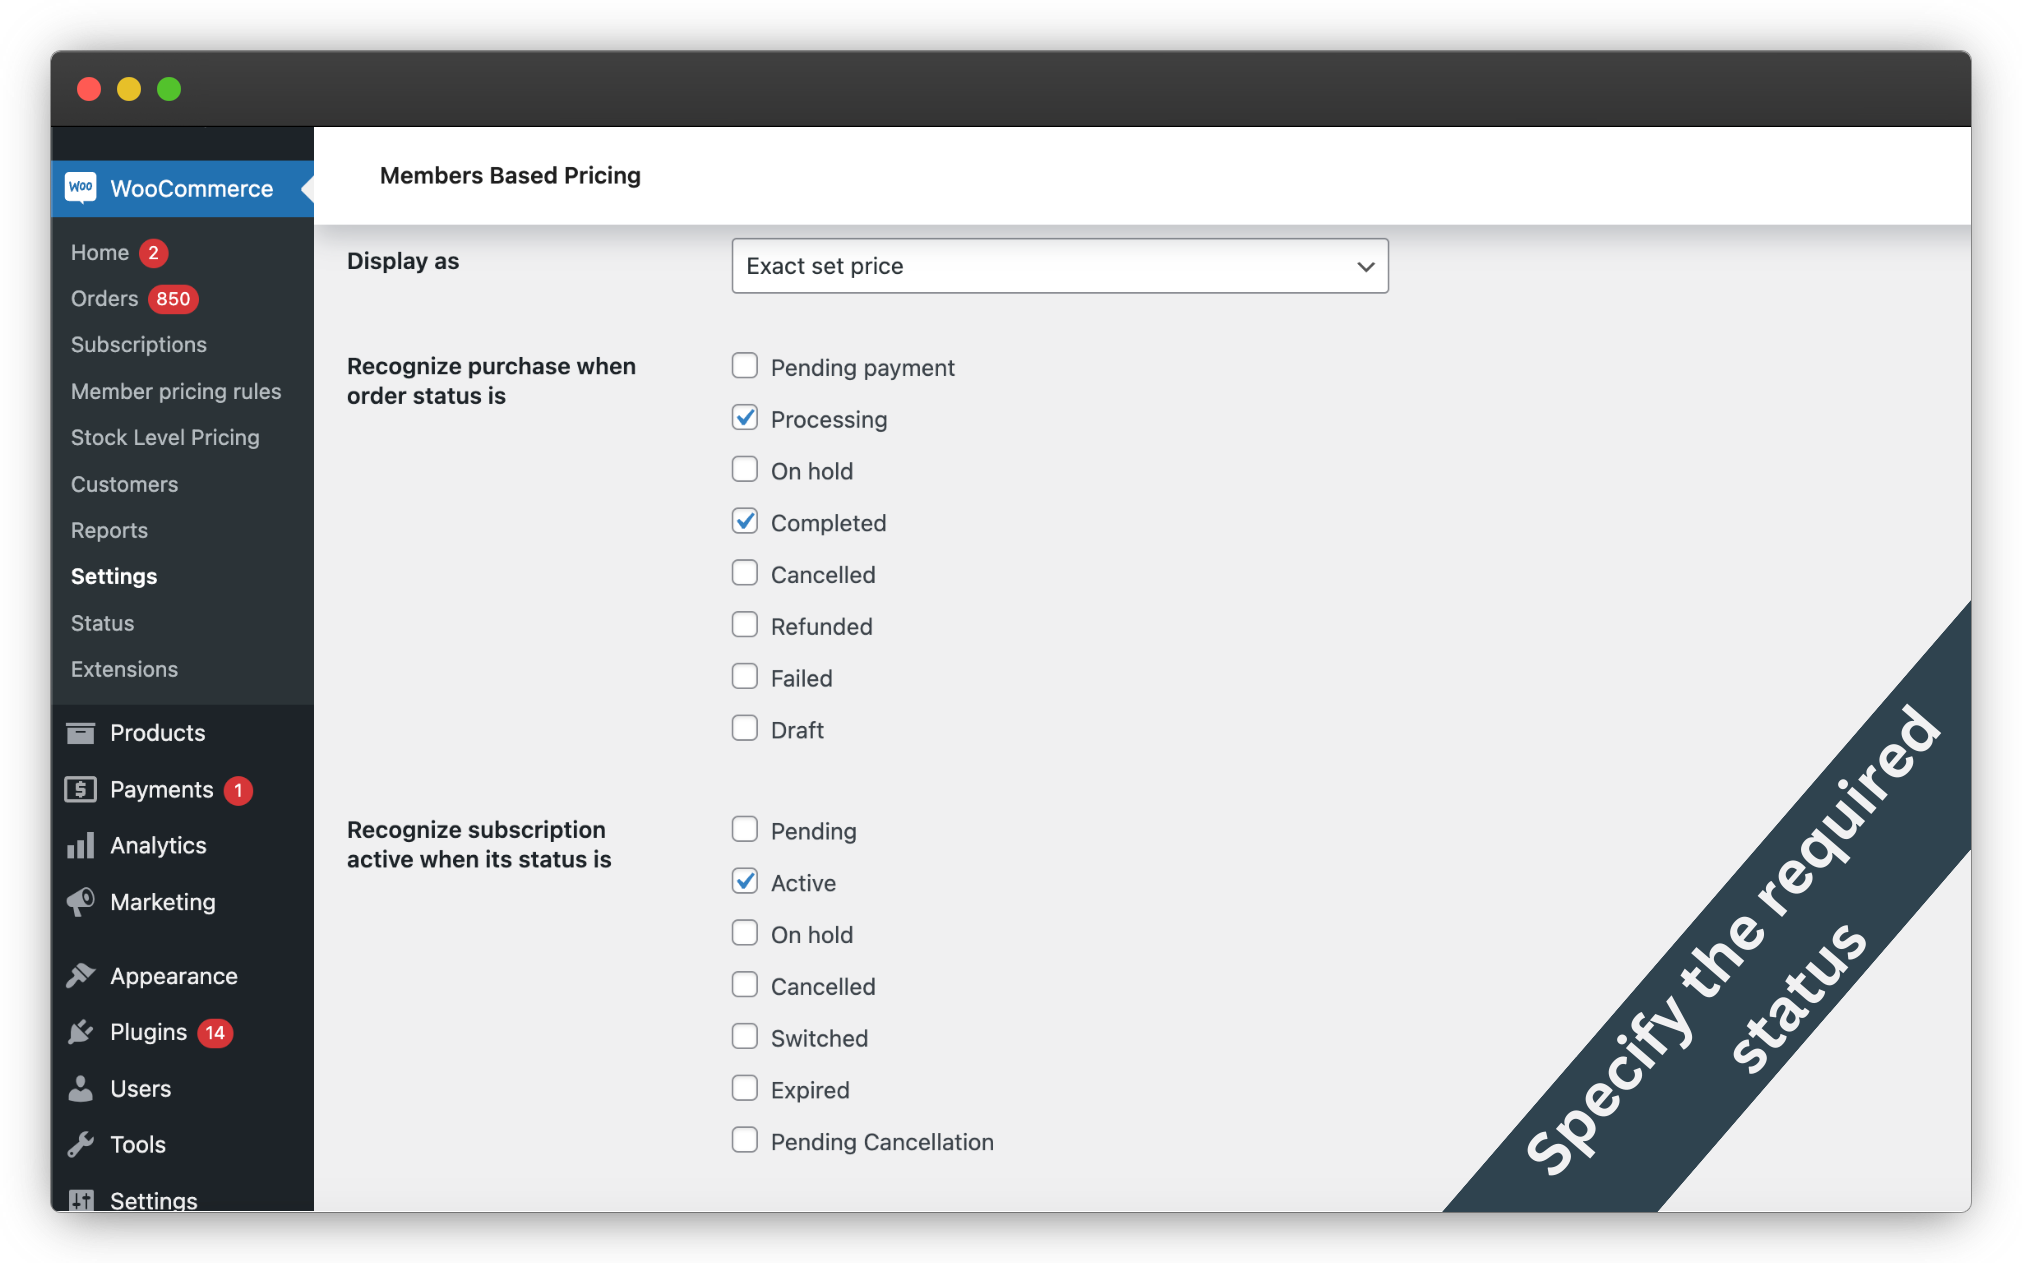 Woo WooCommerce
Home 2
Orders 850
Subscriptions
Member pricing rules
Stock Level Pricing
Customers
Reports
Settings
Status
Extensions
Products
Payments 1
Analytics
Marketing
Appearance
Plugins 14
Users
Tools
Settings
Members Based Pricing
Display as
Exact set price
Recognize purchase when
order status is
Pending payment
Processing
On hold
Completed
Cancelled
Refunded
Failed
Draft
Recognize subscription
active when its status is
Pending
Active
On hold
Cancelled
Switched
Expired
Pending Cancellation
Specify the required
status